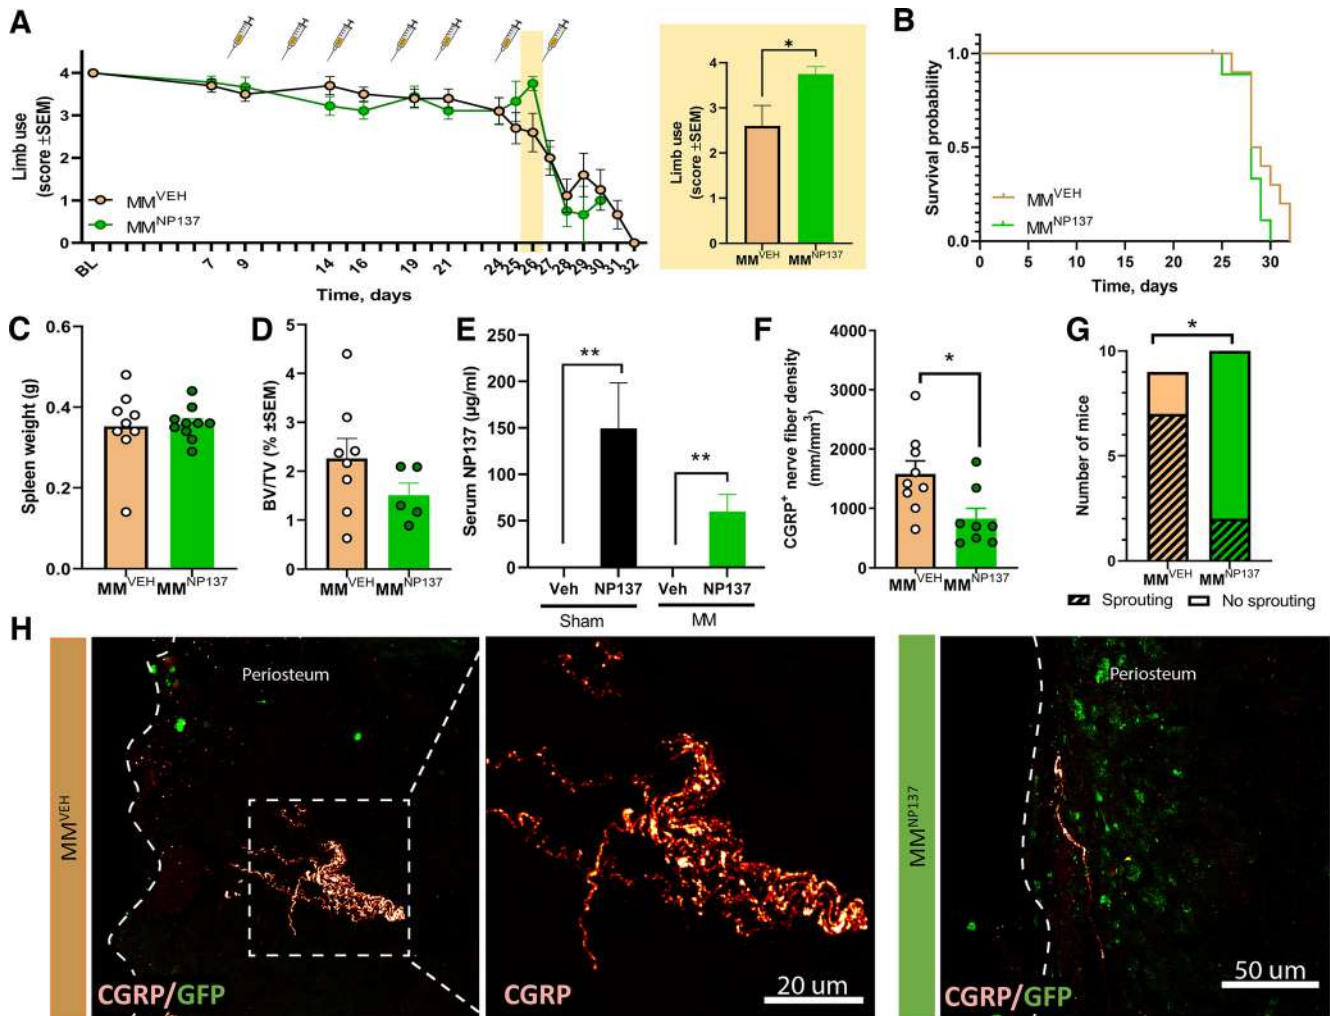 A
Limb use
(score ±SEM)
4
3
2
1
0
MM^VEH
MM^NP137
BL 7 9 14 16 19 21 24 25 26 27 28 29 30 31 32
Time, days
Limb use
(score ±SEM)
4
3
2
1
0
*
MM^VEH MM^NP137
B
Survival probability
1.0
0.5
0.0
MM^VEH
MM^NP137
0 5 10 15 20 25 30
Time, days
C
Spleen weight (g)
0.6
0.4
0.2
0.0
MM^VEH MM^NP137
D
BV/TV (% ±SEM)
5
4
3
2
1
0
MM^VEH MM^NP137
E
Serum NP137 (µg/ml)
250
200
150
100
50
0
**
**
Veh NP137 Veh NP137
Sham MM
F
CGRP⁺ nerve fiber density
(mm/mm³)
4000
3000
2000
1000
0
*
MM^VEH MM^NP137
G
Number of mice
10
5
0
*
MM^VEH MM^NP137
Sprouting No sprouting
H
MM^VEH
Periosteum
CGRP/GFP
CGRP
20 um
MM^NP137
Periosteum
CGRP/GFP
50 um